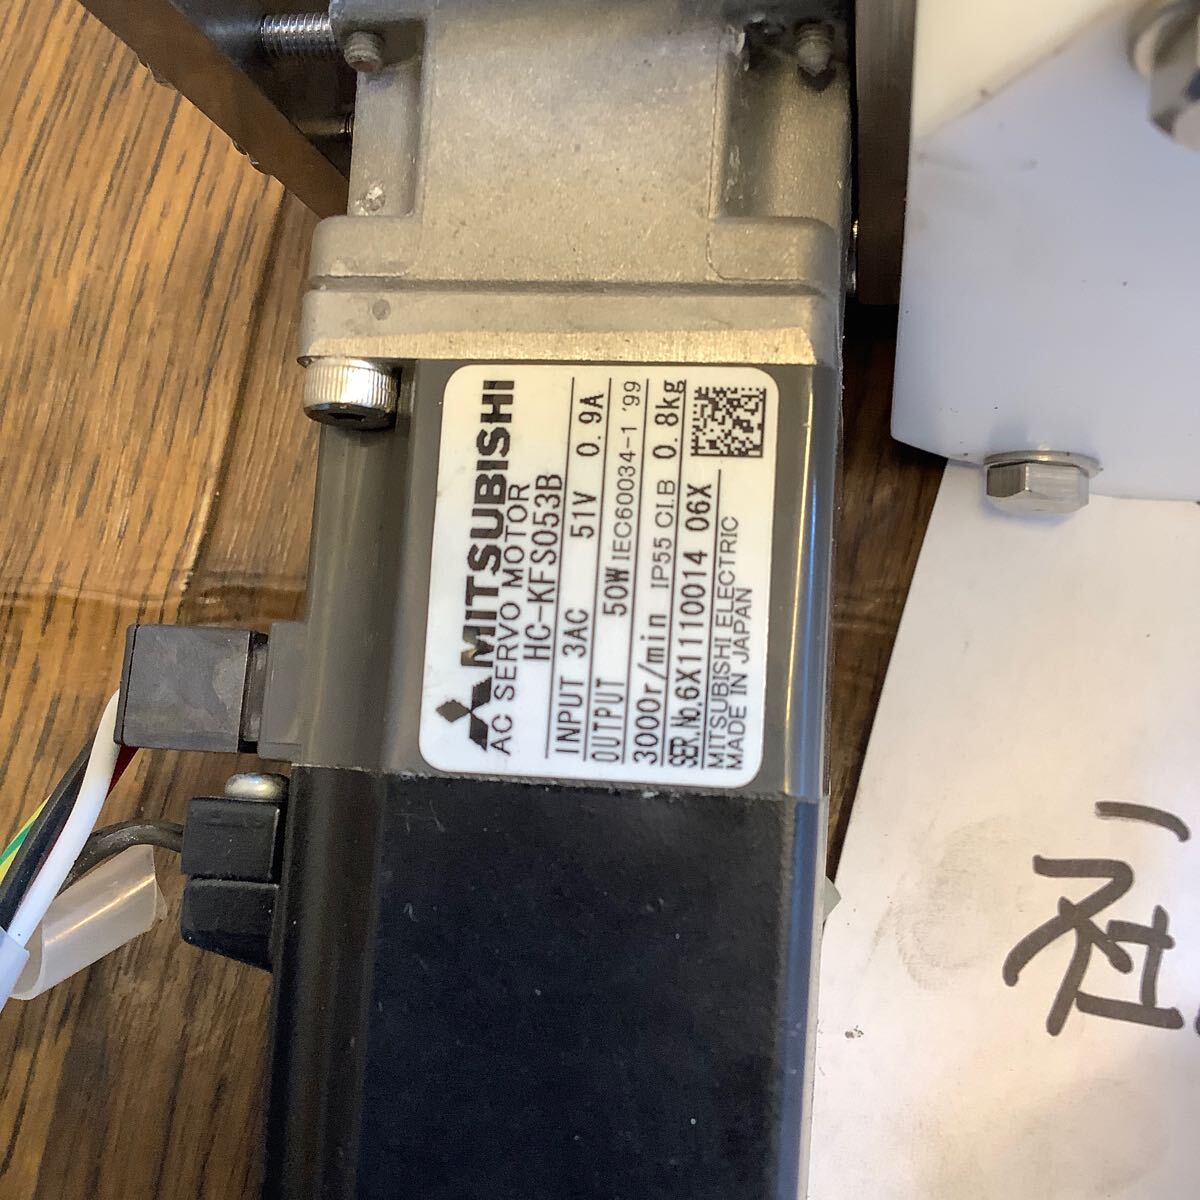 MITSUBISHI
AC SERVO MOTOR
HC-KFS053B
INPUT 3AC 51V 0.9A
OUTPUT 50W IEC60034-1 '99
3000r/min IP55 CI.B 0.8kg
SER.No.6X1110014 06X
MITSUBISHI ELECTRIC
MADE IN JAPAN